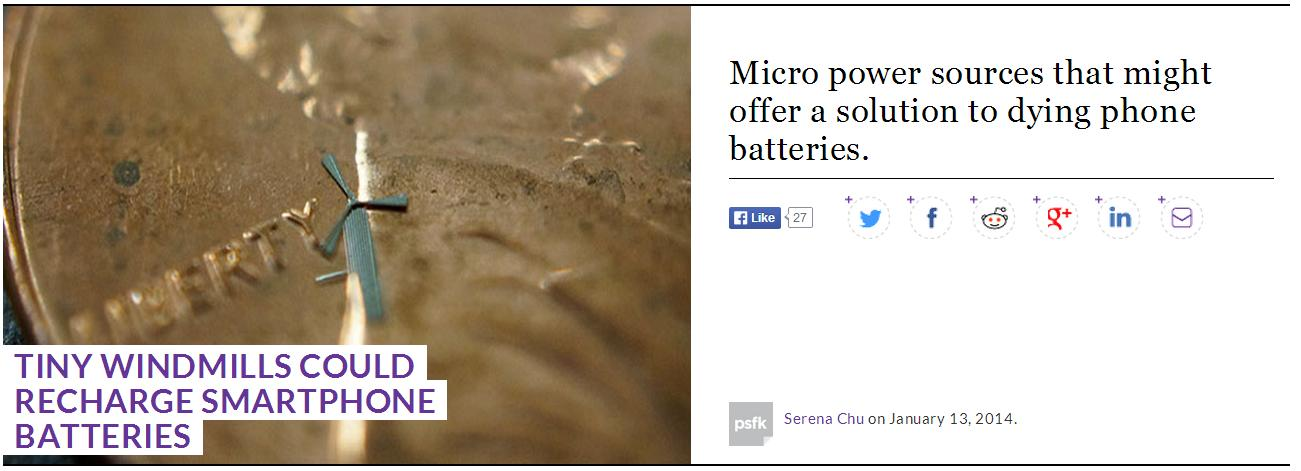 LIBERTY
TINY WINDMILLS COULD
RECHARGE SMARTPHONE
BATTERIES
Micro power sources that might
offer a solution to dying phone
batteries.
Like 27
psfk Serena Chu on January 13, 2014.